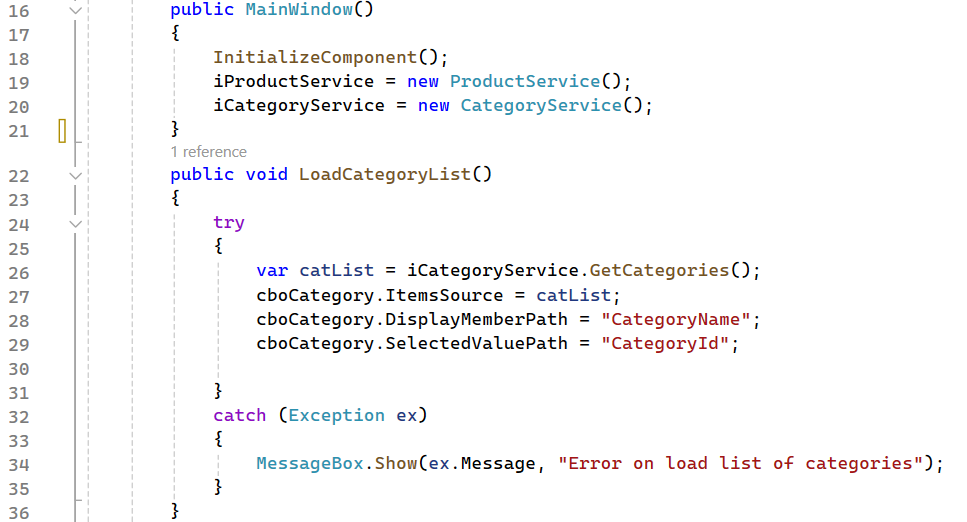 16 public MainWindow()
17 {
18 InitializeComponent();
19 iProductService = new ProductService();
20 iCategoryService = new CategoryService();
21 }
1 reference
22 public void LoadCategoryList()
23 {
24 try
25 {
26 var catList = iCategoryService.GetCategories();
27 cboCategory.ItemsSource = catList;
28 cboCategory.DisplayMemberPath = "CategoryName";
29 cboCategory.SelectedValuePath = "CategoryId";
30
31 }
32 catch (Exception ex)
33 {
34 MessageBox.Show(ex.Message, "Error on load list of categories");
35 }
36 }